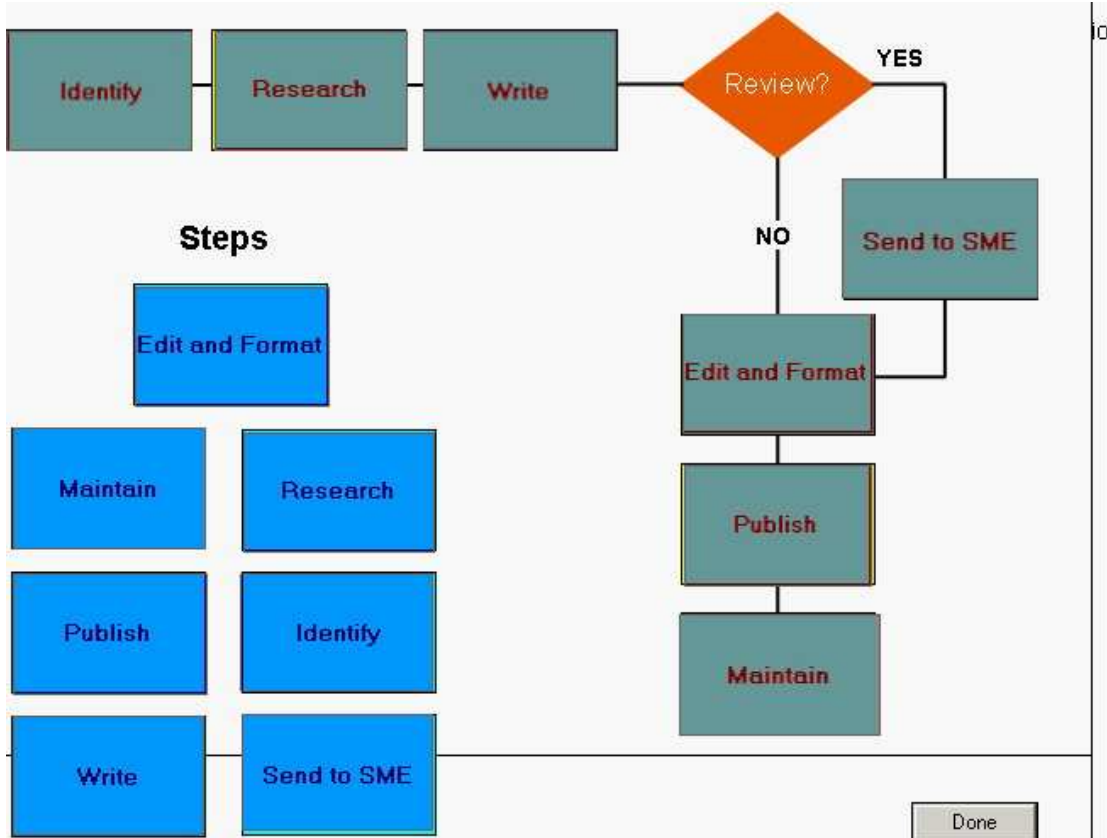 io
Identify
Research
Write
Review?
YES
NO
Send to SME
Edit and Format
Publish
Maintain
Steps
Edit and Format
Maintain
Research
Publish
Identify
Write
Send to SME
Done